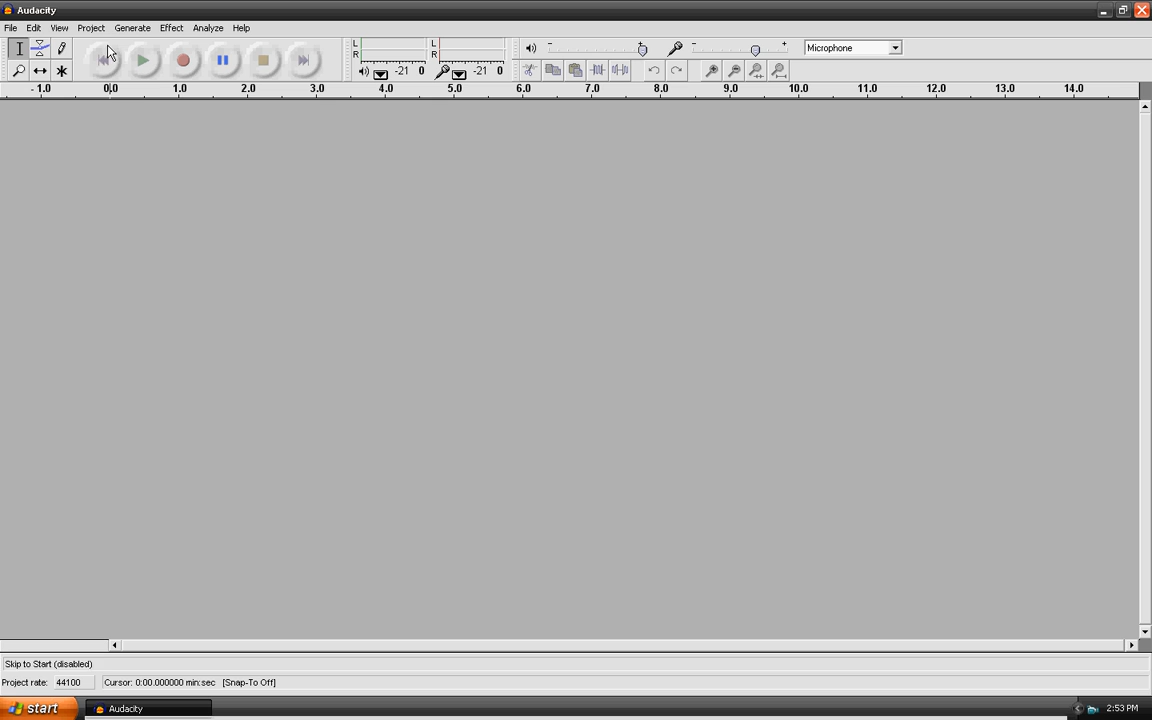 Audacity
File Edit View Project Generate Effect Analyze Help
L L
R R
-21 0 -21 0
Microphone
- 1.0 0.0 1.0 2.0 3.0 4.0 5.0 6.0 7.0 8.0 9.0 10.0 11.0 12.0 13.0 14.0
Skip to Start (disabled)
Project rate: 44100 Cursor: 0:00.000000 min:sec [Snap-To Off]
start Audacity 2:53 PM